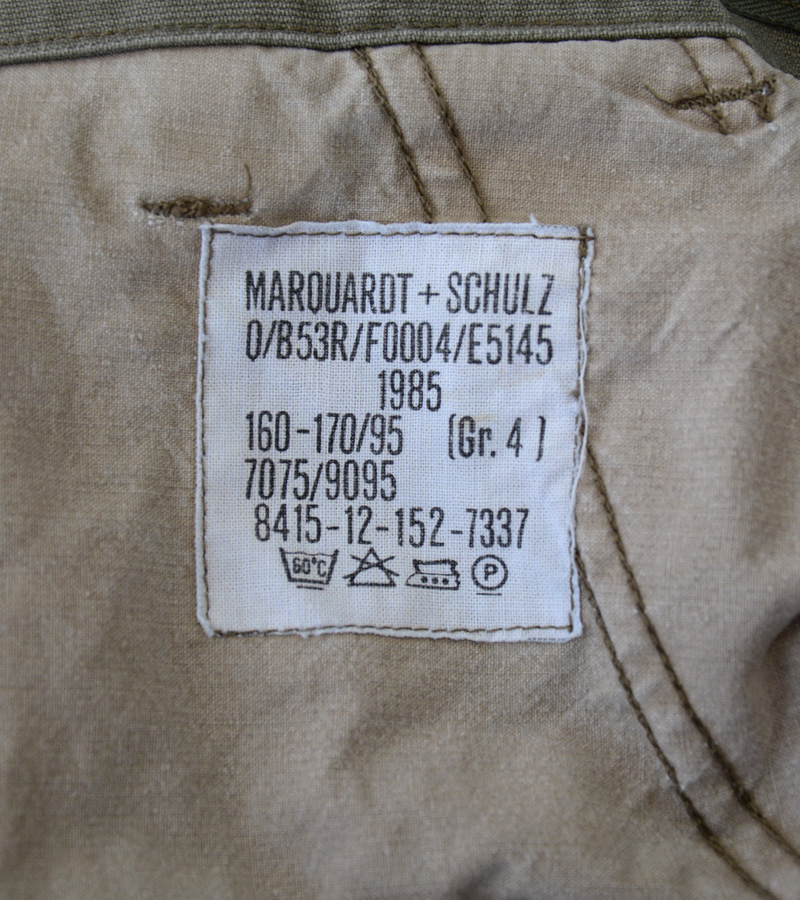 MARQUARDT + SCHULZ
0/B53R/F0004/E5145
1985
160-170/95 (Gr. 4 )
7075/9095
8415-12-152-7337
60°C P